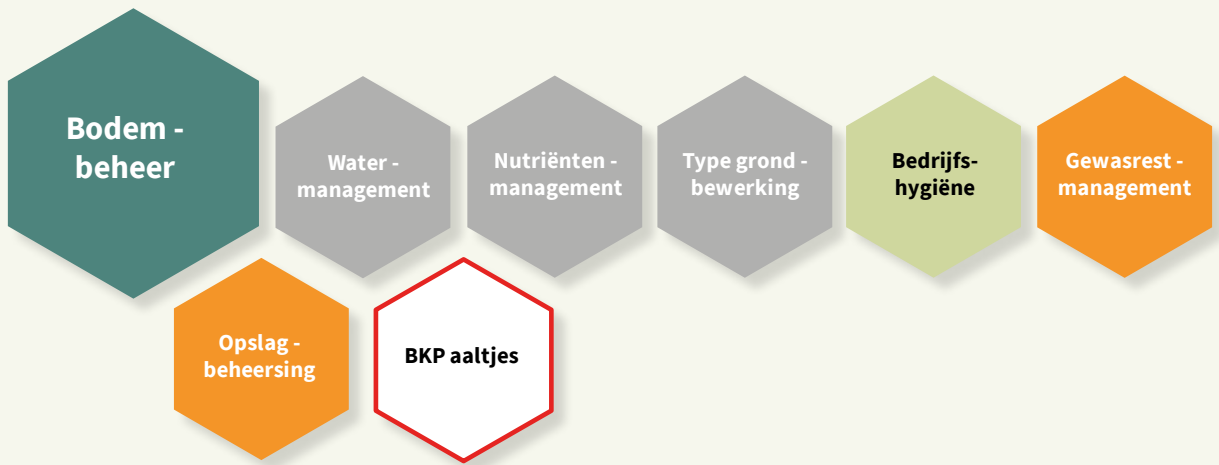 Bodem -
beheer
Water -
management
Nutriënten -
management
Type grond -
bewerking
Bedrijfs-
hygiëne
Gewasrest -
management
Opslag -
beheersing
BKP aaltjes